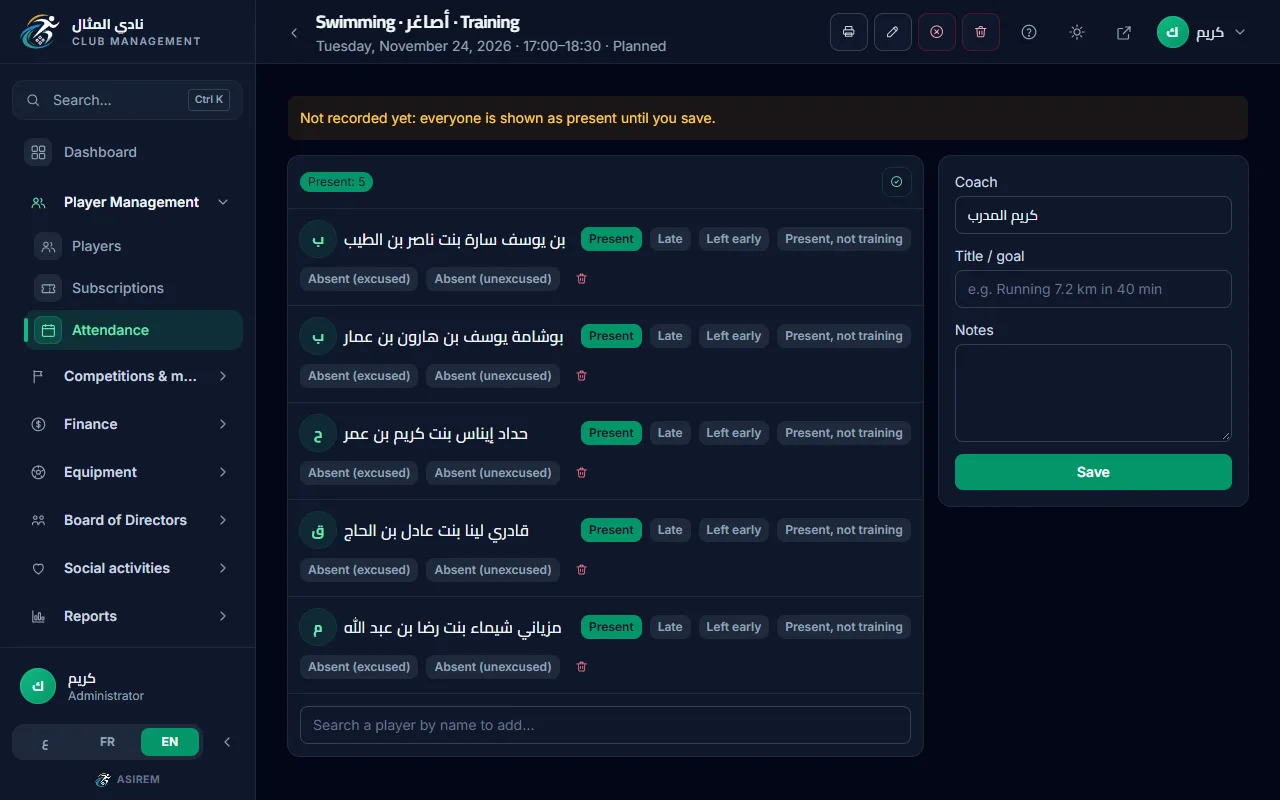 نادي المثال
CLUB MANAGEMENT
Search...
Ctrl K
Dashboard
Player Management
Players
Subscriptions
Attendance
Competitions & m...
Finance
Equipment
Board of Directors
Social activities
Reports
ك
كريم
Administrator
ع
FR
EN
ASIREM
Swimming · أصاغر · Training
Tuesday, November 24, 2026 · 17:00–18:30 · Planned
ك
كريم
Not recorded yet: everyone is shown as present until you save.
Present: 5
ب
بن يوسف سارة بنت ناصر بن الطيب
Present
Late
Left early
Present, not training
Absent (excused)
Absent (unexcused)
ب
بوشامة يوسف بن هارون بن عمار
Present
Late
Left early
Present, not training
Absent (excused)
Absent (unexcused)
ح
حداد إيناس بنت كريم بن عمر
Present
Late
Left early
Present, not training
Absent (excused)
Absent (unexcused)
ق
قادري لينا بنت عادل بن الحاج
Present
Late
Left early
Present, not training
Absent (excused)
Absent (unexcused)
م
مزياني شيماء بنت رضا بن عبد الله
Present
Late
Left early
Present, not training
Absent (excused)
Absent (unexcused)
Search a player by name to add...
Coach
كريم المدرب
Title / goal
e.g. Running 7.2 km in 40 min
Notes
Save